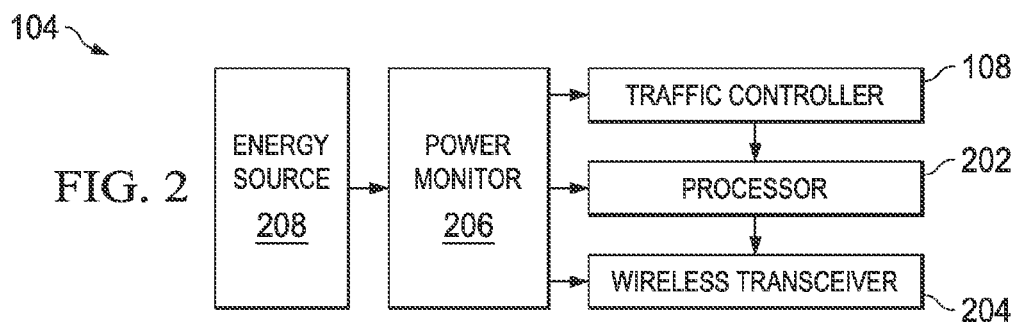 104
FIG. 2
ENERGY
SOURCE
208
POWER
MONITOR
206
TRAFFIC CONTROLLER
108
PROCESSOR
202
WIRELESS TRANSCEIVER
204